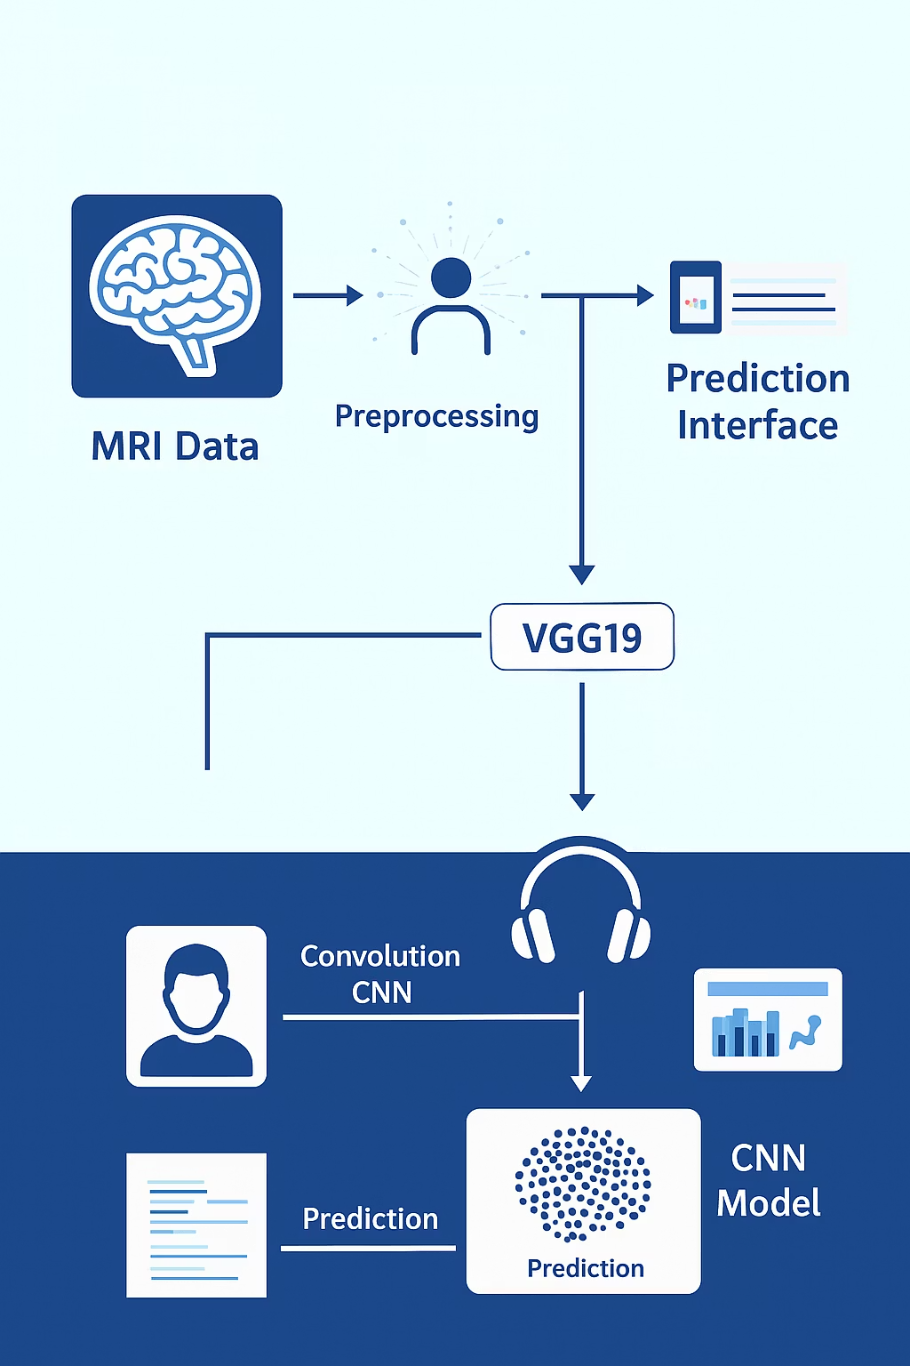 MRI Data
Preprocessing
Prediction
Interface
VGG19
Convolution
CNN
CNN
Model
Prediction
Prediction